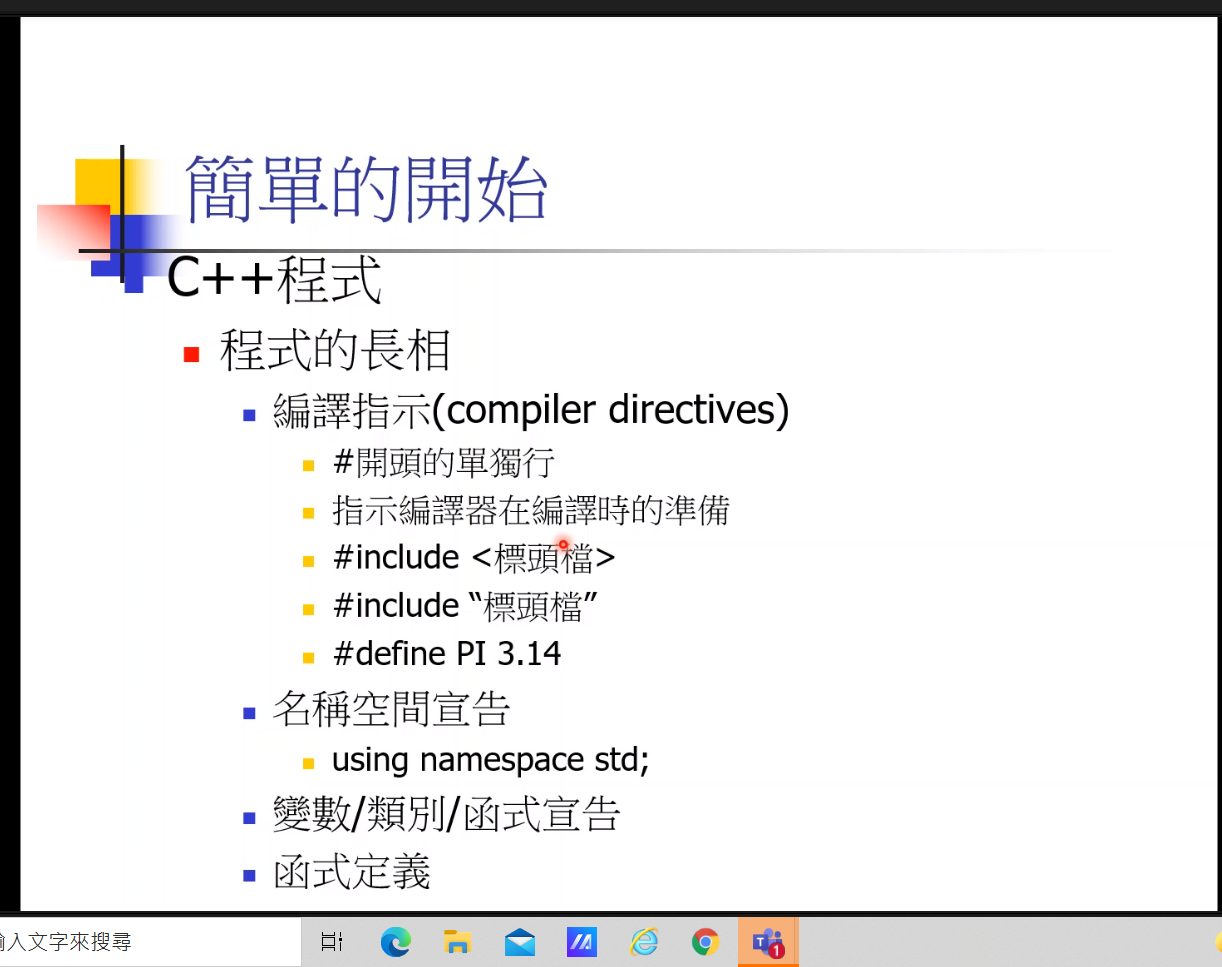 簡單的開始
C++程式
程式的長相
編譯指示(compiler directives)
#開頭的單獨行
指示編譯器在編譯時的準備
#include <標頭檔>
#include “標頭檔”
#define PI 3.14
名稱空間宣告
using namespace std;
變數/類別/函式宣告
函式定義
輸入文字來搜尋
1